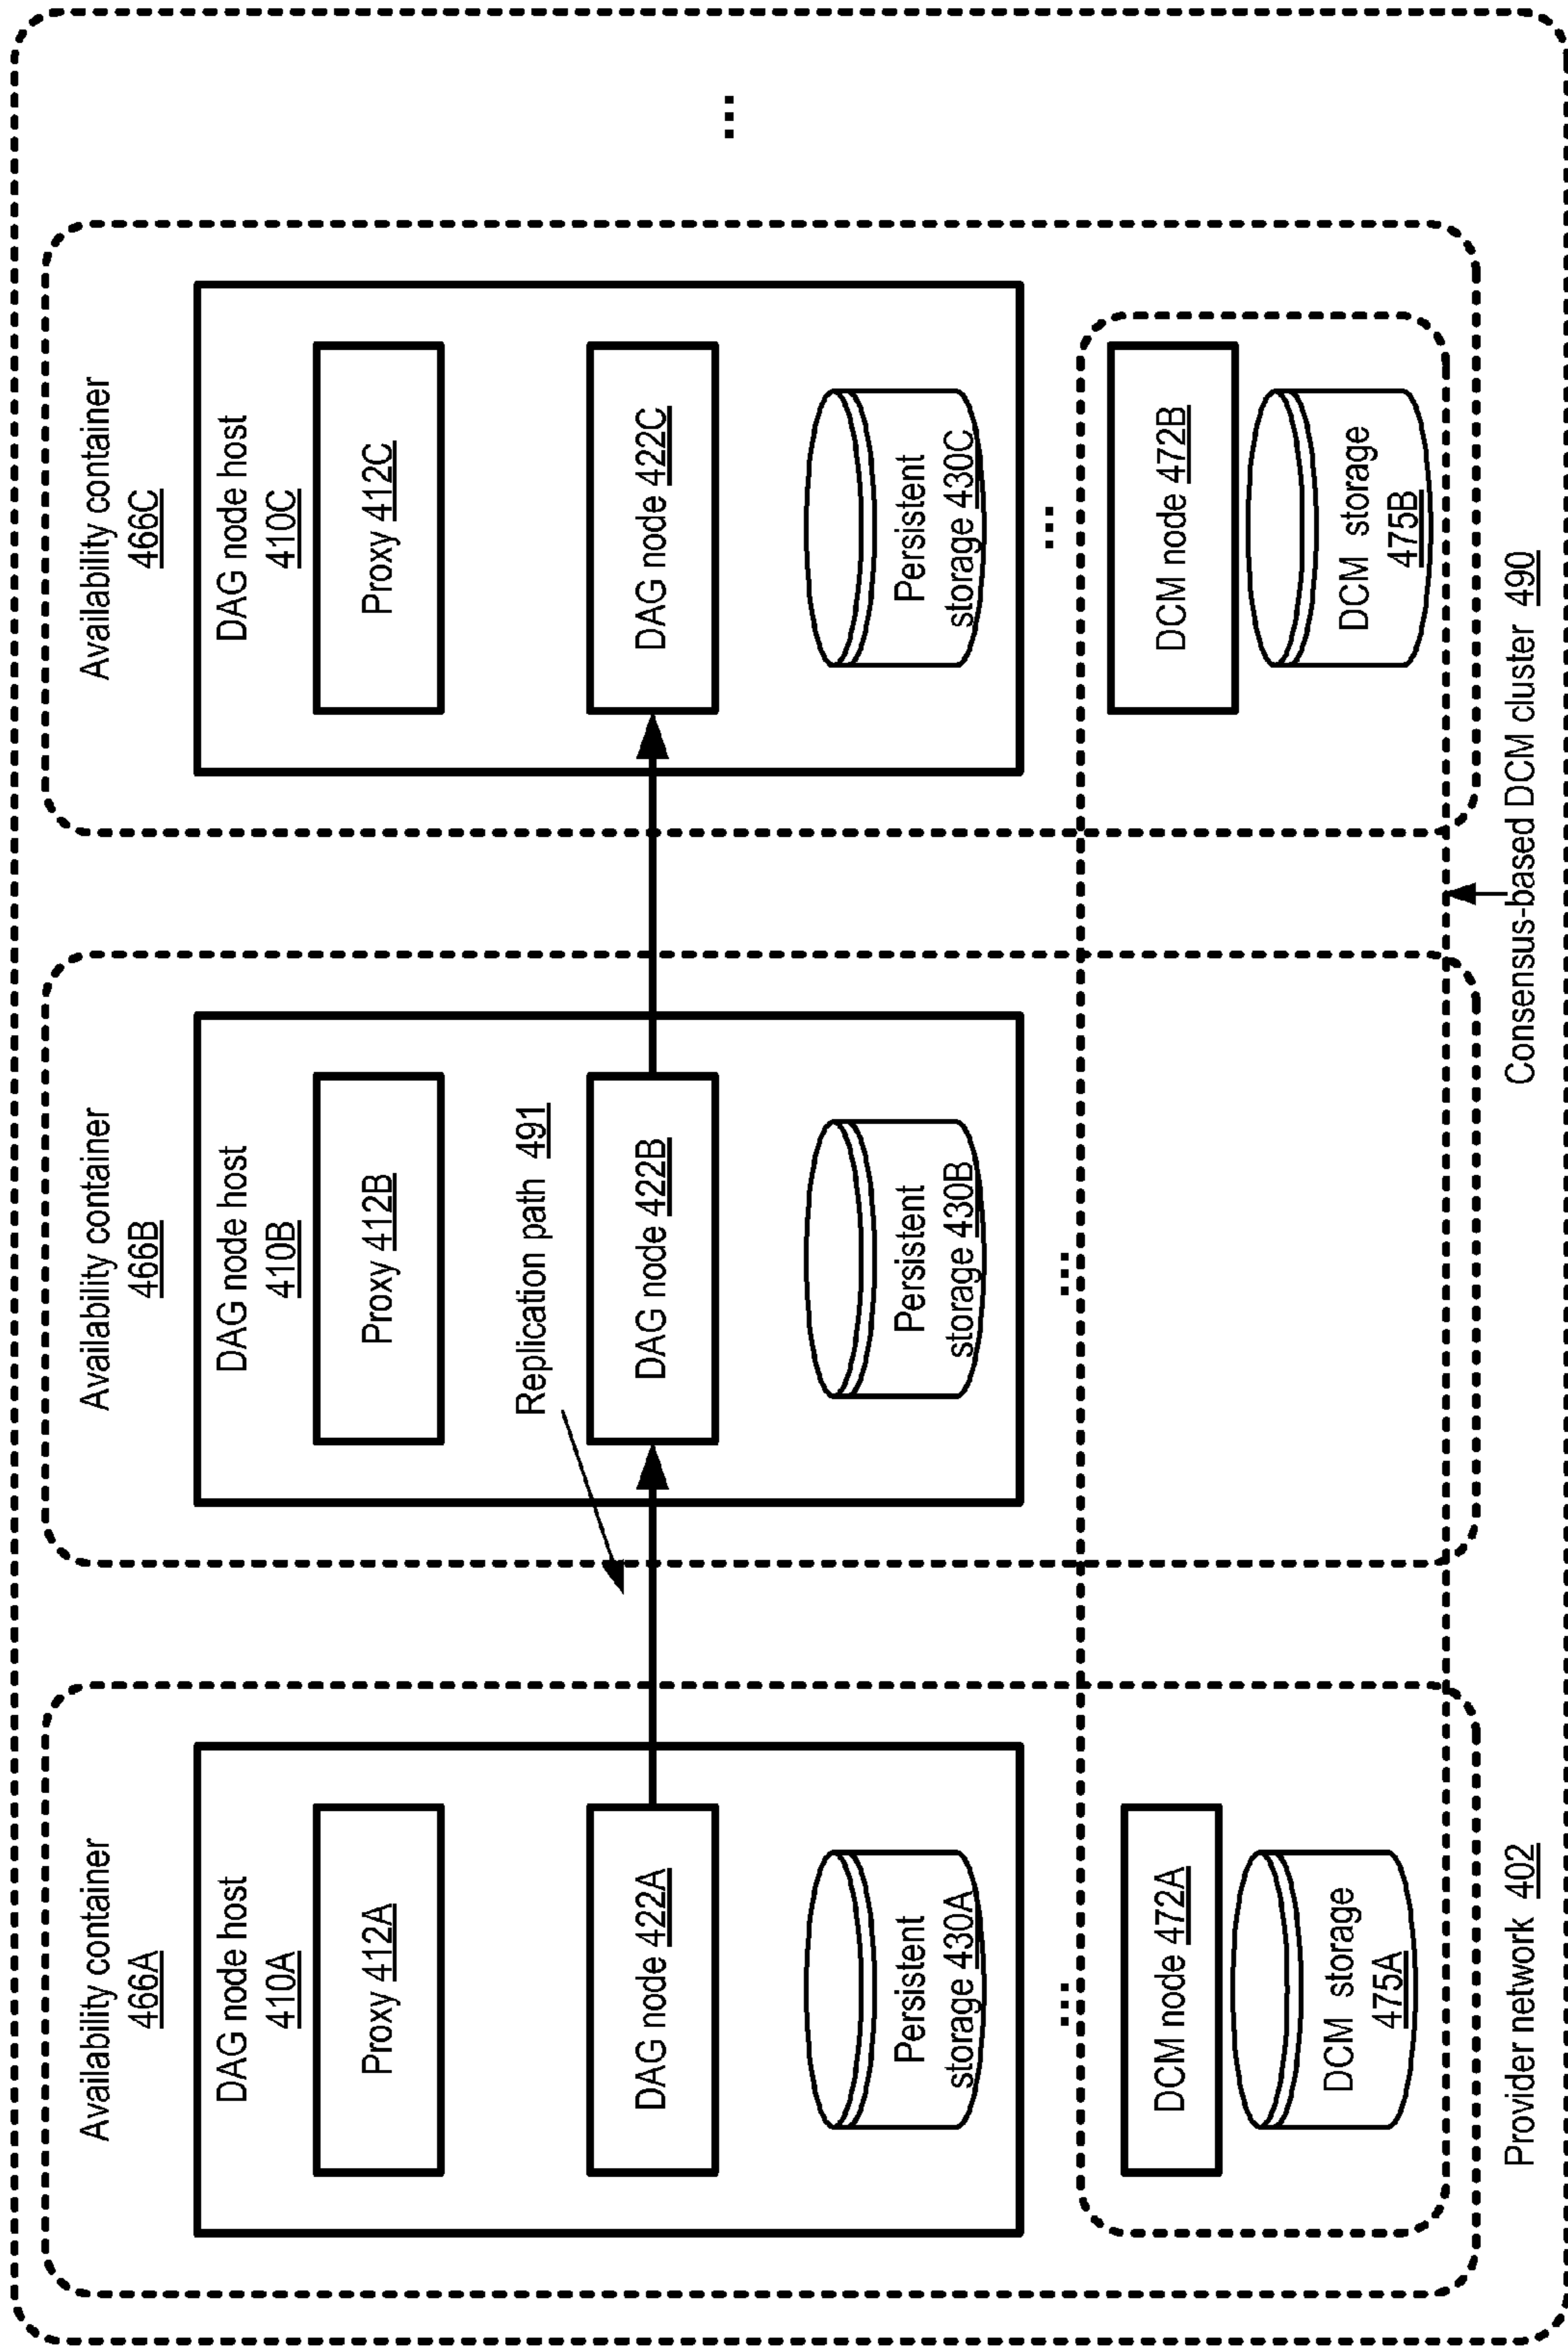 Availability container
466A
DAG node host
410A
Proxy 412A
DAG node 422A
Persistent
storage 430A
...
DCM node 472A
DCM storage
475A
Availability container
466B
DAG node host
410B
Proxy 412B
Replication path 491
DAG node 422B
Persistent
storage 430B
...
Availability container
466C
DAG node host
410C
Proxy 412C
DAG node 422C
Persistent
storage 430C
...
DCM node 472B
DCM storage
475B
...
Provider network 402
Consensus-based DCM cluster 490